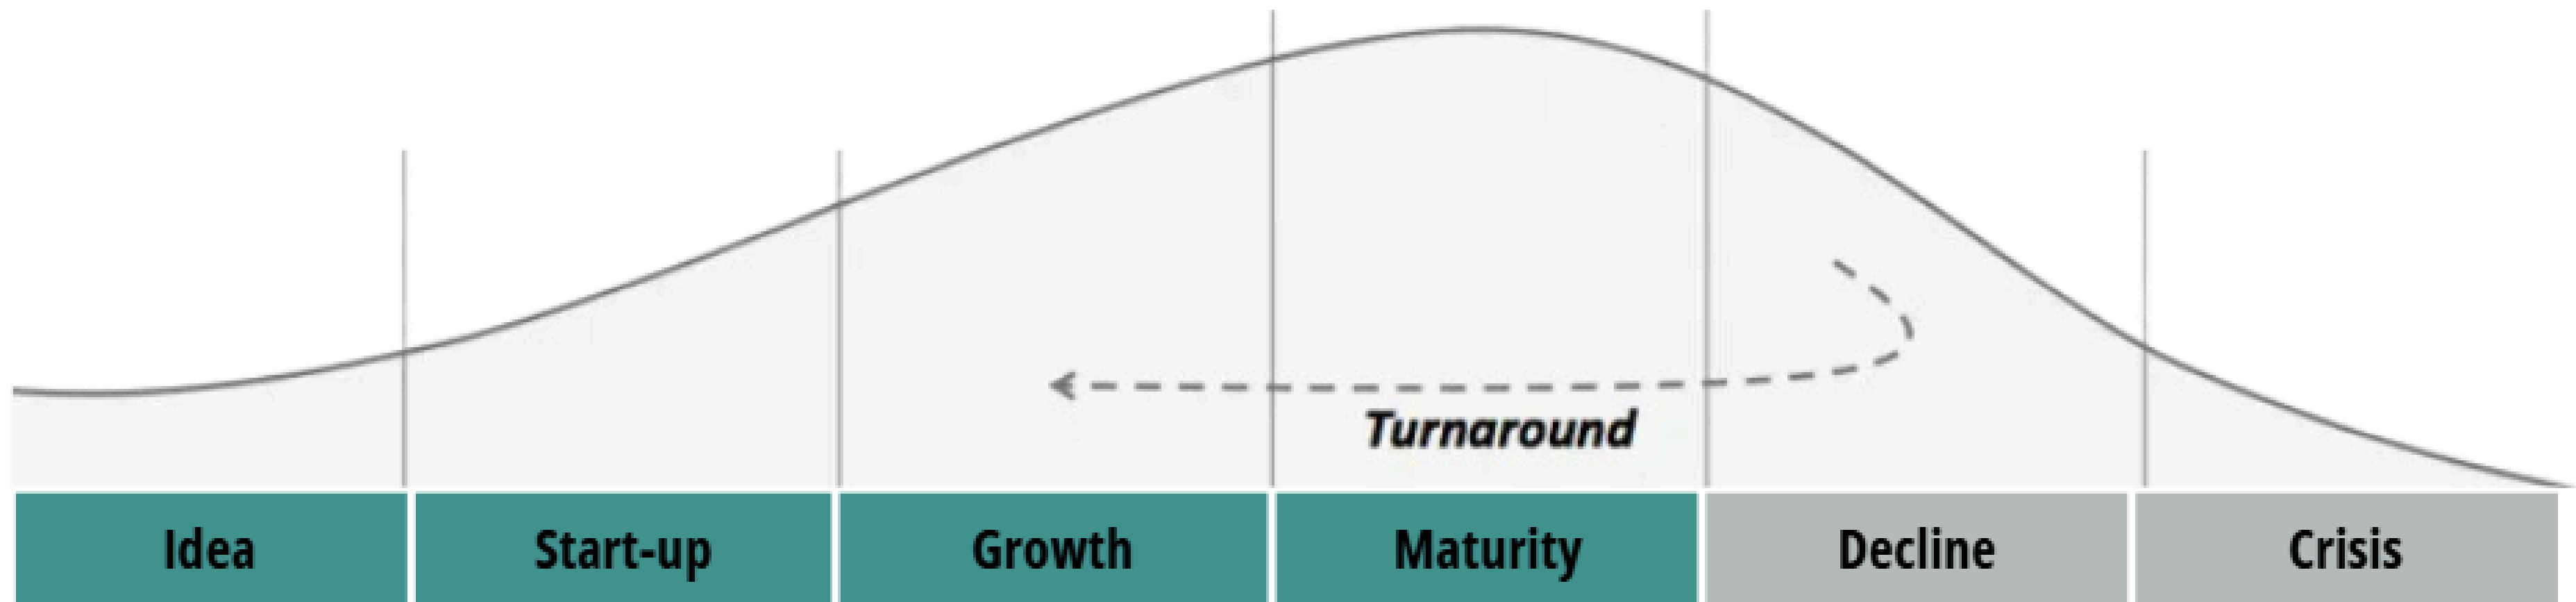 Turnaround
Idea
Start-up
Growth
Maturity
Decline
Crisis